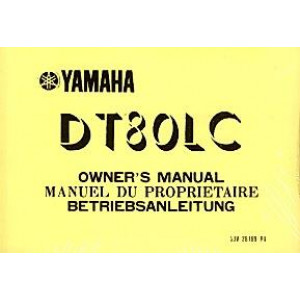 YAMAHA
DT80LC
OWNER'S MANUAL
MANUEL DU PROPRIETAIRE
BETRIEBSANLEITUNG